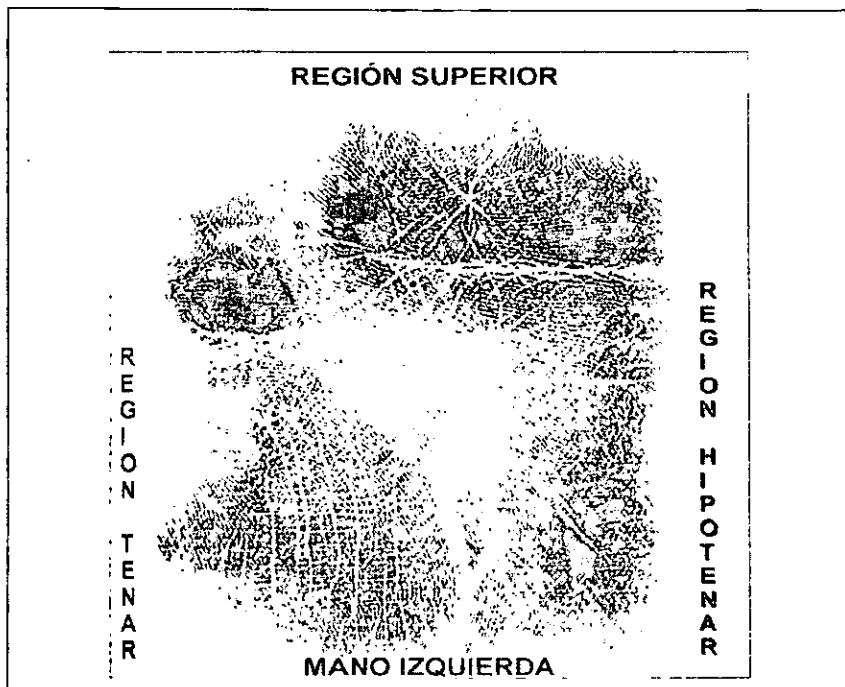 REGIÓN SUPERIOR
REGION TENAR
REGION HIPOTENAR
MANO IZQUIERDA